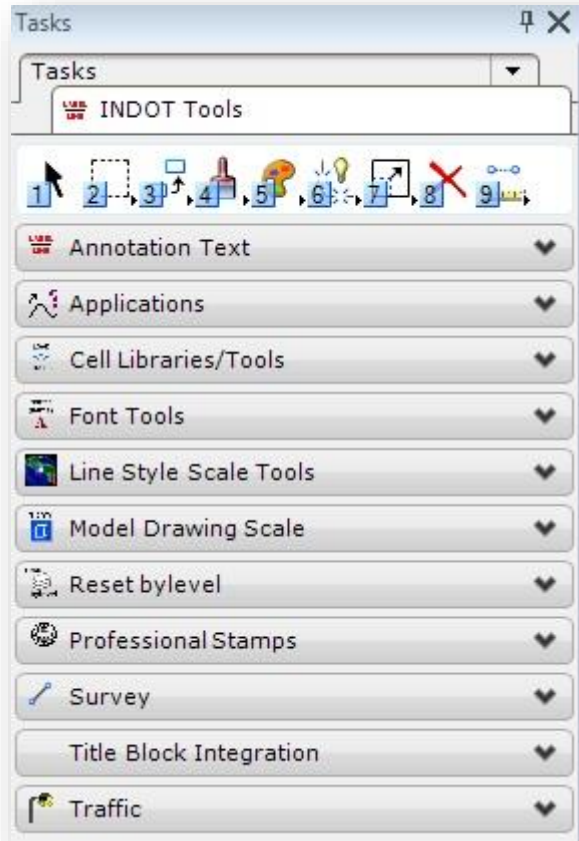 Tasks
Tasks
INDOT Tools
1 2 3 4 5 6 7 8 9
Annotation Text
Applications
Cell Libraries/Tools
Font Tools
Line Style Scale Tools
Model Drawing Scale
Reset bylevel
Professional Stamps
Survey
Title Block Integration
Traffic